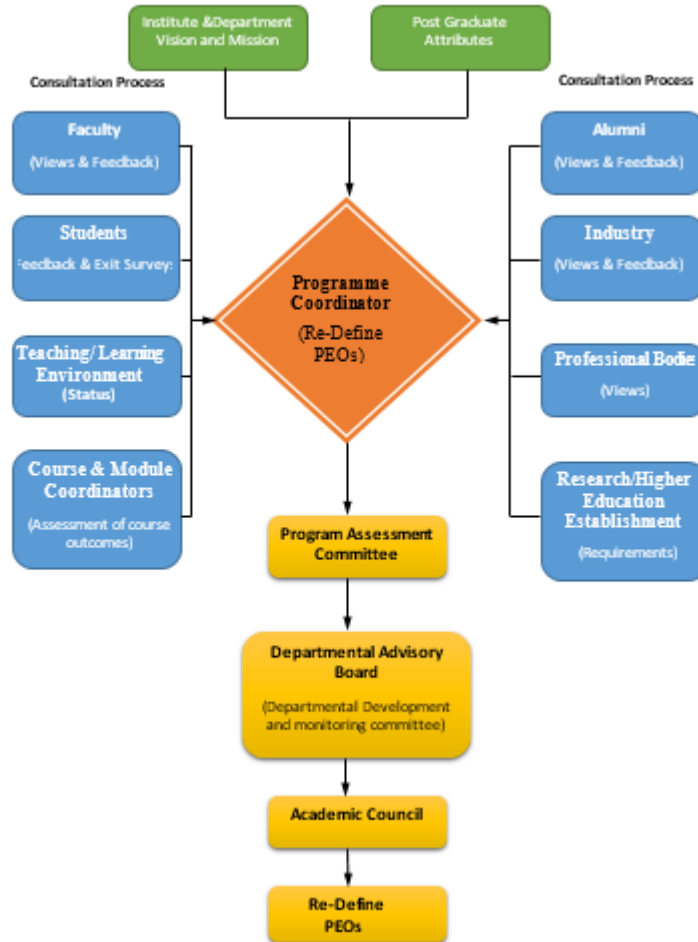 Institute &Department
Vision and Mission
Post Graduate
Attributes
Consultation Process
Consultation Process
Faculty
(Views & Feedback)
Students
Feedback & Exit Surveys
Teaching/Learning
Environment
(Status)
Course & Module
Coordinators
(Assessment of course
outcomes)
Programme
Coordinator
(Re-Define
PEOs)
Alumni
(Views & Feedback)
Industry
(Views & Feedback)
Professional Bodie
(Views)
Research/Higher
Education
Establishment
(Requirements)
Program Assessment
Committee
Departmental Advisory
Board
(Departmental Development
and monitoring committee)
Academic Council
Re-Define
PEOs